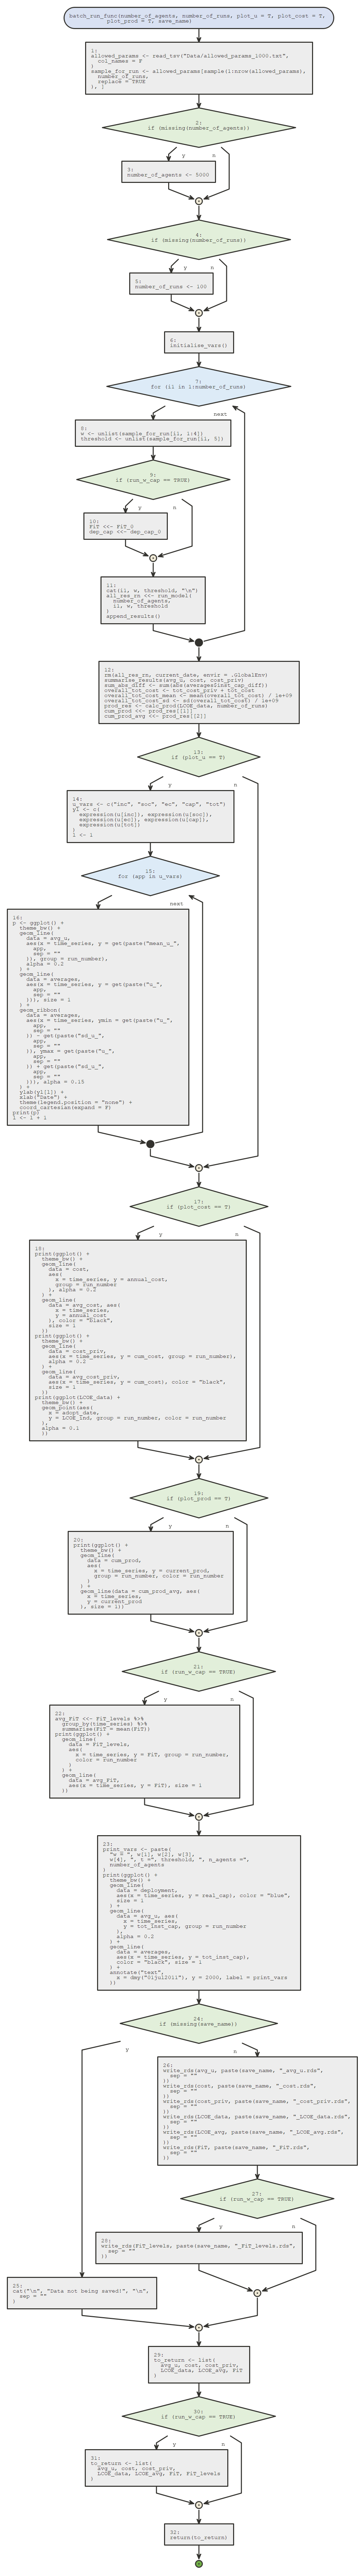 batch_run_func(number_of_agents, number_of_runs, plot_u = T, plot_cost = T,
plot_prod = T, save_name)
1:
allowed_params <- read_tsv("Data/allowed_params_1000.txt",
col_names = F
)
sample_for_run <- allowed_params[sample(1:nrow(allowed_params),
number_of_runs,
replace = TRUE
), ]
2:
if (missing(number_of_agents))
y n
3:
number_of_agents <- 5000
4:
if (missing(number_of_runs))
y n
5:
number_of_runs <- 100
6:
initialise_vars()
7:
for (ii in 1:number_of_runs)
next
8:
w <- unlist(sample_for_run[ii, 1:4])
threshold <- unlist(sample_for_run[ii, 5])
9:
if (run_w_cap == TRUE)
y n
10:
FiT <<- FiT_0
dep_cap <<- dep_cap_0
11:
cat(ii, w, threshold, "\n")
all_res_rn <<- run_model(
number_of_agents,
ii, w, threshold
)
append_results()
12:
rm(all_res_rn, current_date, envir = .GlobalEnv)
summarise_results(avg_u, cost, cost_priv)
sum_abs_diff <- sum(abs(averages$inst_cap_diff))
overall_tot_cost <- tot_cost_priv + tot_cost
overall_tot_cost_mean <- mean(overall_tot_cost) / 1e+09
overall_tot_cost_sd <- sd(overall_tot_cost) / 1e+09
prod_res <- calc_prod(LCOE_data, number_of_runs)
cum_prod <<- prod_res[[1]]
cum_prod_avg <<- prod_res[[2]]
13:
if (plot_u == T)
y n
14:
u_vars <- c("inc", "soc", "ec", "cap", "tot")
yl <- c(
expression(u[inc]), expression(u[soc]),
expression(u[ec]), expression(u[cap]),
expression(u[tot])
)
l <- 1
15:
for (app in u_vars)
next
16:
p <- ggplot() +
theme_bw() +
geom_line(
data = avg_u,
aes(x = time_series, y = get(paste("mean_u_",
app,
sep = ""
)), group = run_number),
alpha = 0.2
) +
geom_line(
data = averages,
aes(x = time_series, y = get(paste("u_",
app,
sep = ""
))), size = 1
) +
geom_ribbon(
data = averages,
aes(x = time_series, ymin = get(paste("u_",
app,
sep = ""
)) - get(paste("sd_u_",
app,
sep = ""
)), ymax = get(paste("u_",
app,
sep = ""
)) + get(paste("sd_u_",
app,
sep = ""
))), alpha = 0.15
) +
ylab(yl[l]) +
xlab("Date") +
theme(legend.position = "none") +
coord_cartesian(expand = F)
print(p)
l <- l + 1
17:
if (plot_cost == T)
y n
18:
print(ggplot() +
theme_bw() +
geom_line(
data = cost,
aes(
x = time_series, y = annual_cost,
group = run_number
), alpha = 0.2
) +
geom_line(
data = avg_cost, aes(
x = time_series,
y = annual_cost
), color = "black",
size = 1
))
print(ggplot() +
theme_bw() +
geom_line(
data = cost_priv,
aes(x = time_series, y = cum_cost, group = run_number),
alpha = 0.2
) +
geom_line(
data = avg_cost_priv,
aes(x = time_series, y = cum_cost), color = "black",
size = 1
))
print(ggplot(LCOE_data) +
theme_bw() +
geom_point(aes(
x = adopt_data,
y = LCOE_ind, group = run_number, color = run_number
),
alpha = 0.1
))
19:
if (plot_prod == T)
y n
20:
print(ggplot() +
theme_bw() +
geom_line(
data = cum_prod,
aes(
x = time_series, y = current_prod,
group = run_number, color = run_number
)
) +
geom_line(data = cum_prod_avg, aes(
x = time_series,
y = current_prod
), size = 1))
21:
if (run_w_cap == TRUE)
y n
22:
avg_FiT <<- FiT_levels %>%
group_by(time_series) %>%
summarise(FiT = mean(FiT))
print(ggplot() +
geom_line(
data = FiT_levels,
aes(
x = time_series, y = FiT, group = run_number,
color = run_number
)
) +
geom_line(
data = avg_FiT,
aes(x = time_series, y = FiT), size = 1
))
23:
print_vars <- paste(
"w = ", w[1], w[2], w[3],
w[4], ", t =", threshold, ", n_agents =",
number_of_agents
)
print(ggplot() +
theme_bw() +
geom_line(
data = deployment,
aes(x = time_series, y = real_cap), color = "blue",
size = 1
) +
geom_line(
data = avg_u, aes(
x = time_series,
y = tot_inst_cap, group = run_number
),
alpha = 0.2
) +
geom_line(
data = averages,
aes(x = time_series, y = tot_inst_cap),
color = "black", size = 1
) +
annotate("text",
x = dmy("01jul2011"), y = 2000, label = print_vars
))
24:
if (missing(save_name))
y n
26:
write_rds(avg_u, paste(save_name, "_avg_u.rds",
sep = ""
))
write_rds(cost, paste(save_name, "_cost.rds",
sep = ""
))
write_rds(cost_priv, paste(save_name, "_cost_priv.rds",
sep = ""
))
write_rds(LCOE_data, paste(save_name, "_LCOE_data.rds",
sep = ""
))
write_rds(LCOE_avg, paste(save_name, "_LCOE_avg.rds",
sep = ""
))
write_rds(FiT, paste(save_name, "_FiT.rds",
sep = ""
))
27:
if (run_w_cap == TRUE)
y n
28:
write_rds(FiT_levels, paste(save_name, "_FiT_levels.rds",
sep = ""
))
25:
cat("\n", "Data not being saved!", "\n",
sep = ""
)
29:
to_return <- list(
avg_u, cost, cost_priv,
LCOE_data, LCOE_avg, FiT
)
30:
if (run_w_cap == TRUE)
y n
31:
to_return <- list(
avg_u, cost, cost_priv,
LCOE_data, LCOE_avg, FiT, FiT_levels
)
32:
return(to_return)